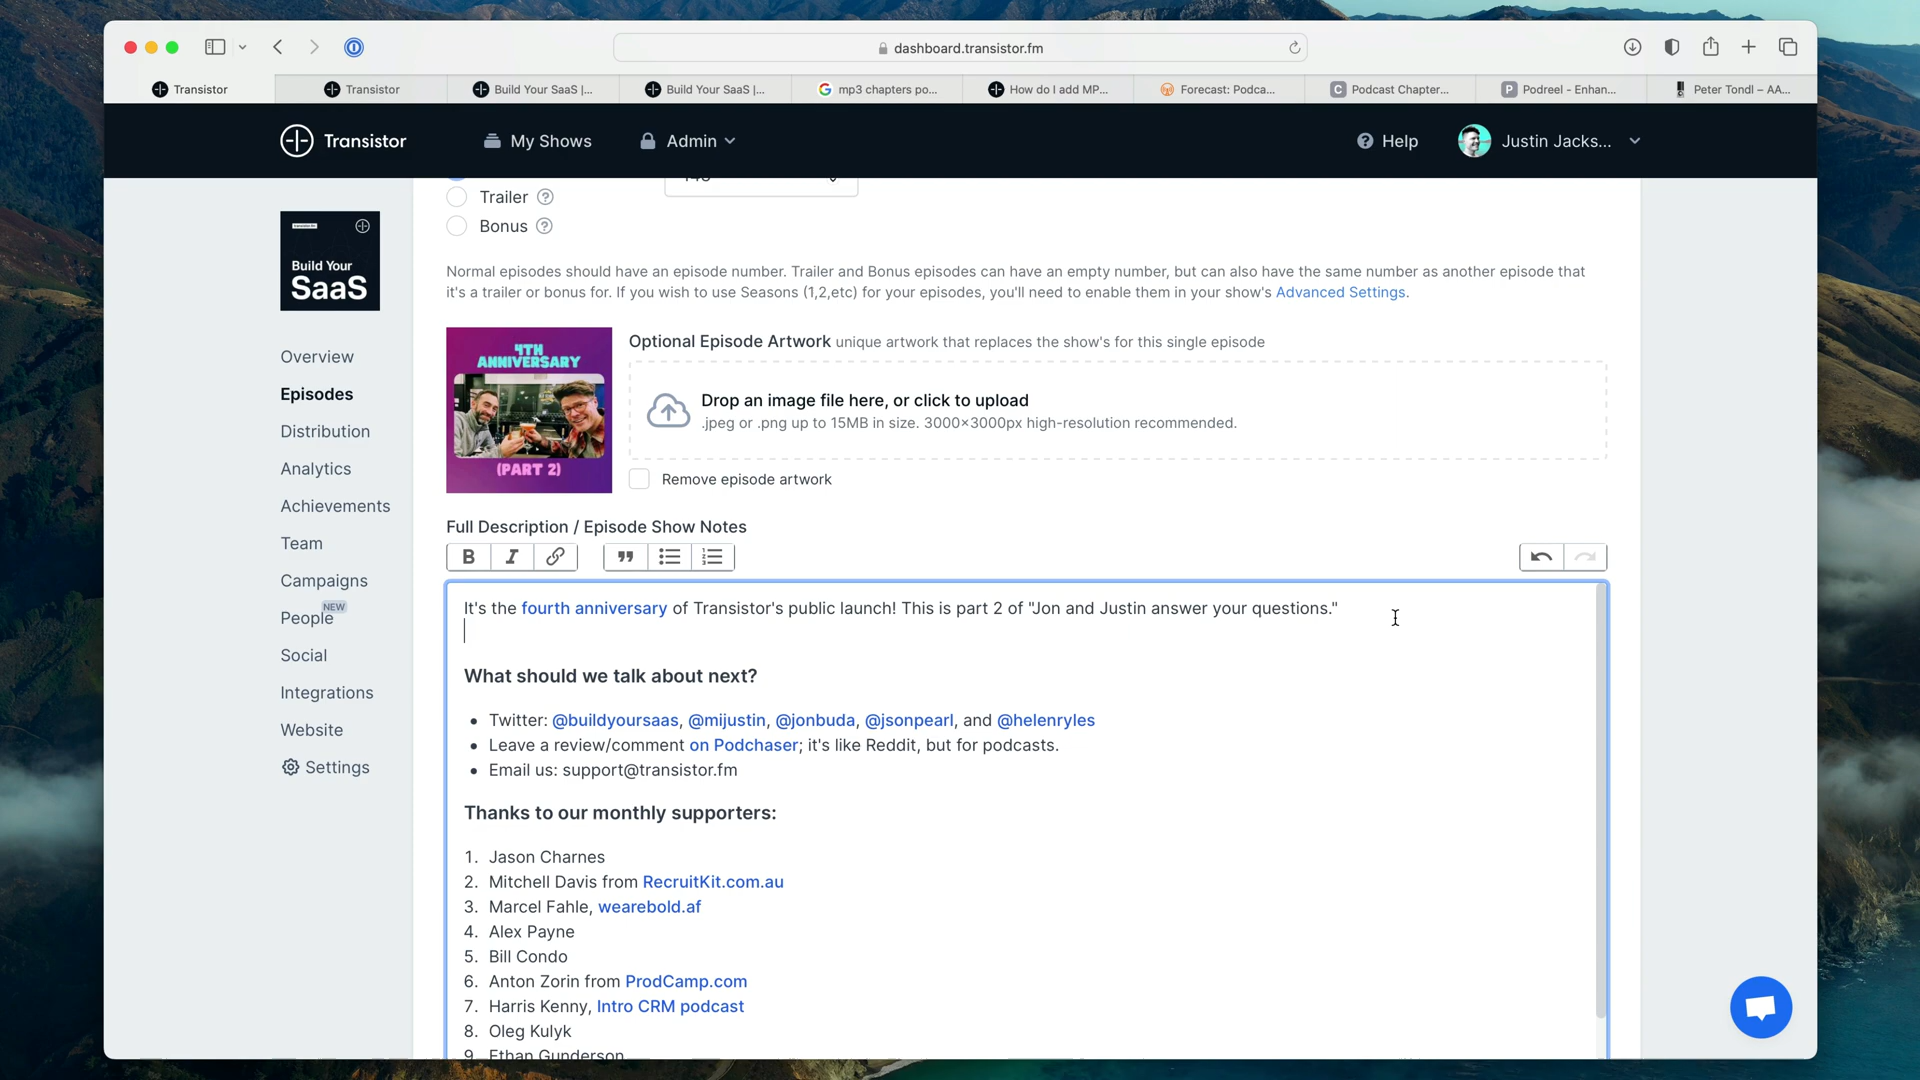 dashboard.transistor.fm
Transistor
Transistor
Build Your SaaS |...
Build Your SaaS |...
mp3 chapters po...
How do I add MP...
Forecast: Podca...
Podcast Chapter...
Podreel - Enhan...
Peter Tondl – AA...
Transistor
My Shows
Admin
Help
Justin Jacks...
Trailer
Bonus
Normal episodes should have an episode number. Trailer and Bonus episodes can have an empty number, but can also have the same number as another episode that
it's a trailer or bonus for. If you wish to use Seasons (1,2,etc) for your episodes, you'll need to enable them in your show's Advanced Settings.
Build Your
SaaS
Overview
Episodes
Distribution
Analytics
Achievements
Team
Campaigns
People NEW
Social
Integrations
Website
Settings
4TH
ANNIVERSARY
(PART 2)
Optional Episode Artwork unique artwork that replaces the show's for this single episode
Drop an image file here, or click to upload
.jpeg or .png up to 15MB in size. 3000×3000px high-resolution recommended.
Remove episode artwork
Full Description / Episode Show Notes
B I
It's the fourth anniversary of Transistor's public launch! This is part 2 of "Jon and Justin answer your questions."
What should we talk about next?
• Twitter: @buildyoursaas, @mijustin, @jonbuda, @jsonpearl, and @helenryles
• Leave a review/comment on Podchaser; it's like Reddit, but for podcasts.
• Email us: support@transistor.fm
Thanks to our monthly supporters:
1. Jason Charnes
2. Mitchell Davis from RecruitKit.com.au
3. Marcel Fahle, wearebold.af
4. Alex Payne
5. Bill Condo
6. Anton Zorin from ProdCamp.com
7. Harris Kenny, Intro CRM podcast
8. Oleg Kulyk
9. Ethan Gunderson